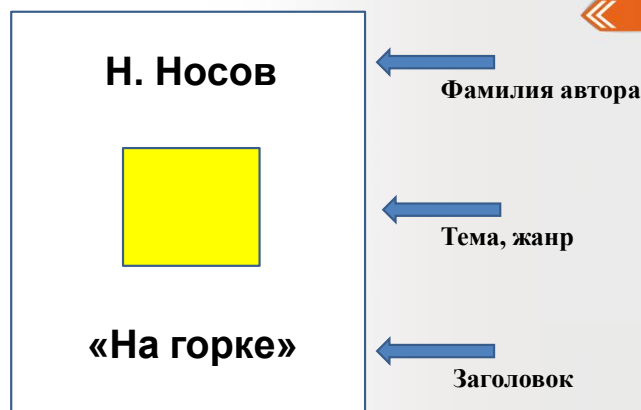 Н. Носов
Фамилия автора
Тема, жанр
«На горке»
Заголовок